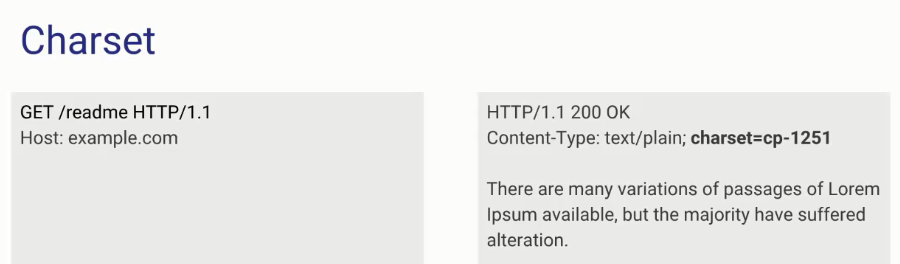 Charset
GET /readme HTTP/1.1
Host: example.com
HTTP/1.1 200 OK
Content-Type: text/plain; charset=cp-1251
There are many variations of passages of Lorem
Ipsum available, but the majority have suffered
alteration.